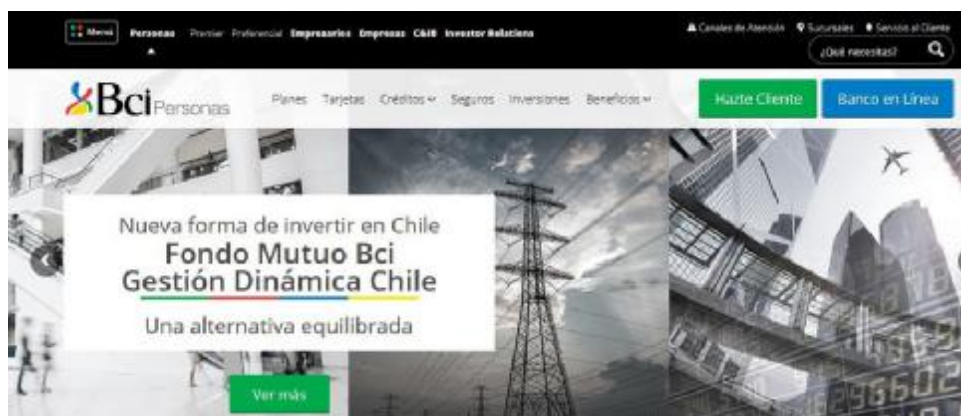 Menú
Personas Premier Preferencial Empresarios Empresas C&IB Investor Relations
Canales de Atención Sucursales Servicio al Cliente
¿Qué necesitas?
Bci Personas
Planes Tarjetas Créditos Seguros Inversiones Beneficios
Hazte Cliente
Banco en Línea
Nueva forma de invertir en Chile
Fondo Mutuo Bci
Gestión Dinámica Chile
Una alternativa equilibrada
Ver más